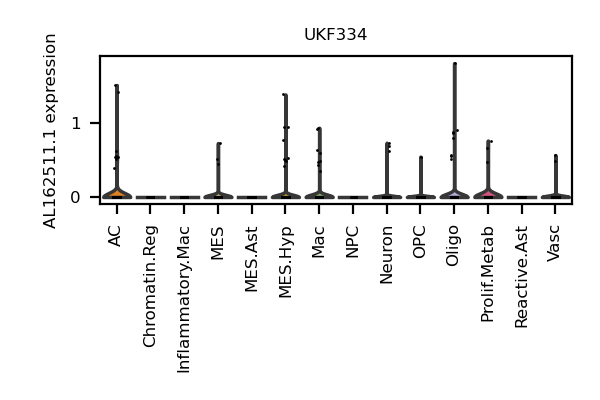 UKF334
AL162511.1 expression
1
0
AC
Chromatin.Reg
Inflammatory.Mac
MES
MES.Ast
MES.Hyp
Mac
NPC
Neuron
OPC
Oligo
Prolif.Metab
Reactive.Ast
Vasc